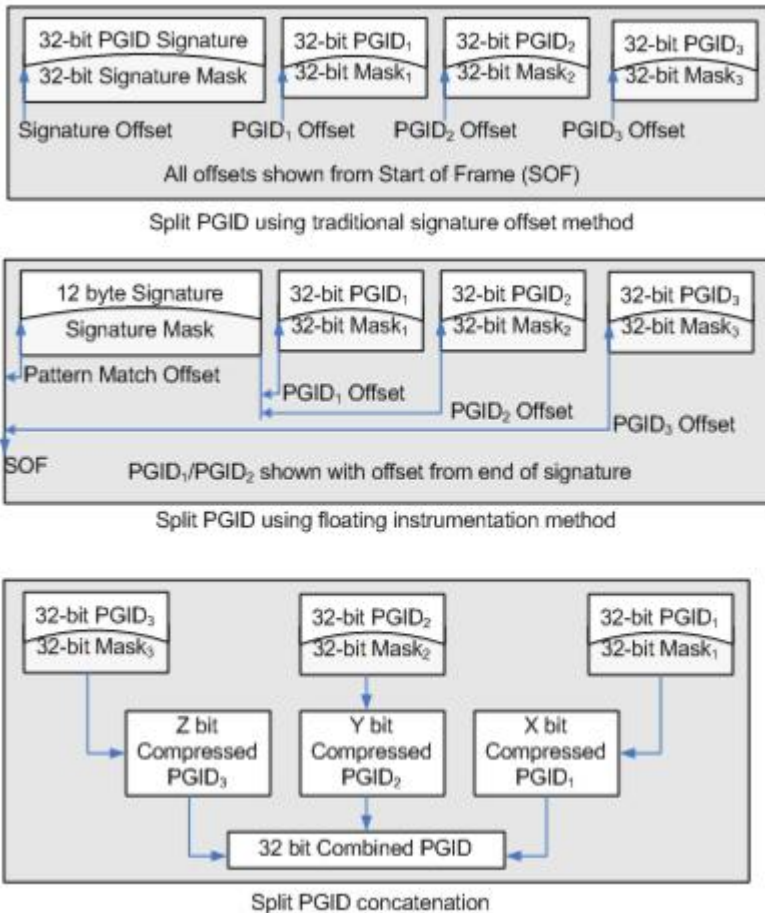 32-bit PGID Signature
32-bit Signature Mask
32-bit PGID₁
32-bit Mask₁
32-bit PGID₂
32-bit Mask₂
32-bit PGID₃
32-bit Mask₃
Signature Offset
PGID₁ Offset
PGID₂ Offset
PGID₃ Offset
All offsets shown from Start of Frame (SOF)
Split PGID using traditional signature offset method
12 byte Signature
Signature Mask
32-bit PGID₁
32-bit Mask₁
32-bit PGID₂
32-bit Mask₂
32-bit PGID₃
32-bit Mask₃
Pattern Match Offset
PGID₁ Offset
PGID₂ Offset
PGID₃ Offset
SOF
PGID₁/PGID₂ shown with offset from end of signature
Split PGID using floating instrumentation method
32-bit PGID₃
32-bit Mask₃
32-bit PGID₂
32-bit Mask₂
32-bit PGID₁
32-bit Mask₁
Z bit
Compressed
PGID₃
Y bit
Compressed
PGID₂
X bit
Compressed
PGID₁
32 bit Combined PGID
Split PGID concatenation